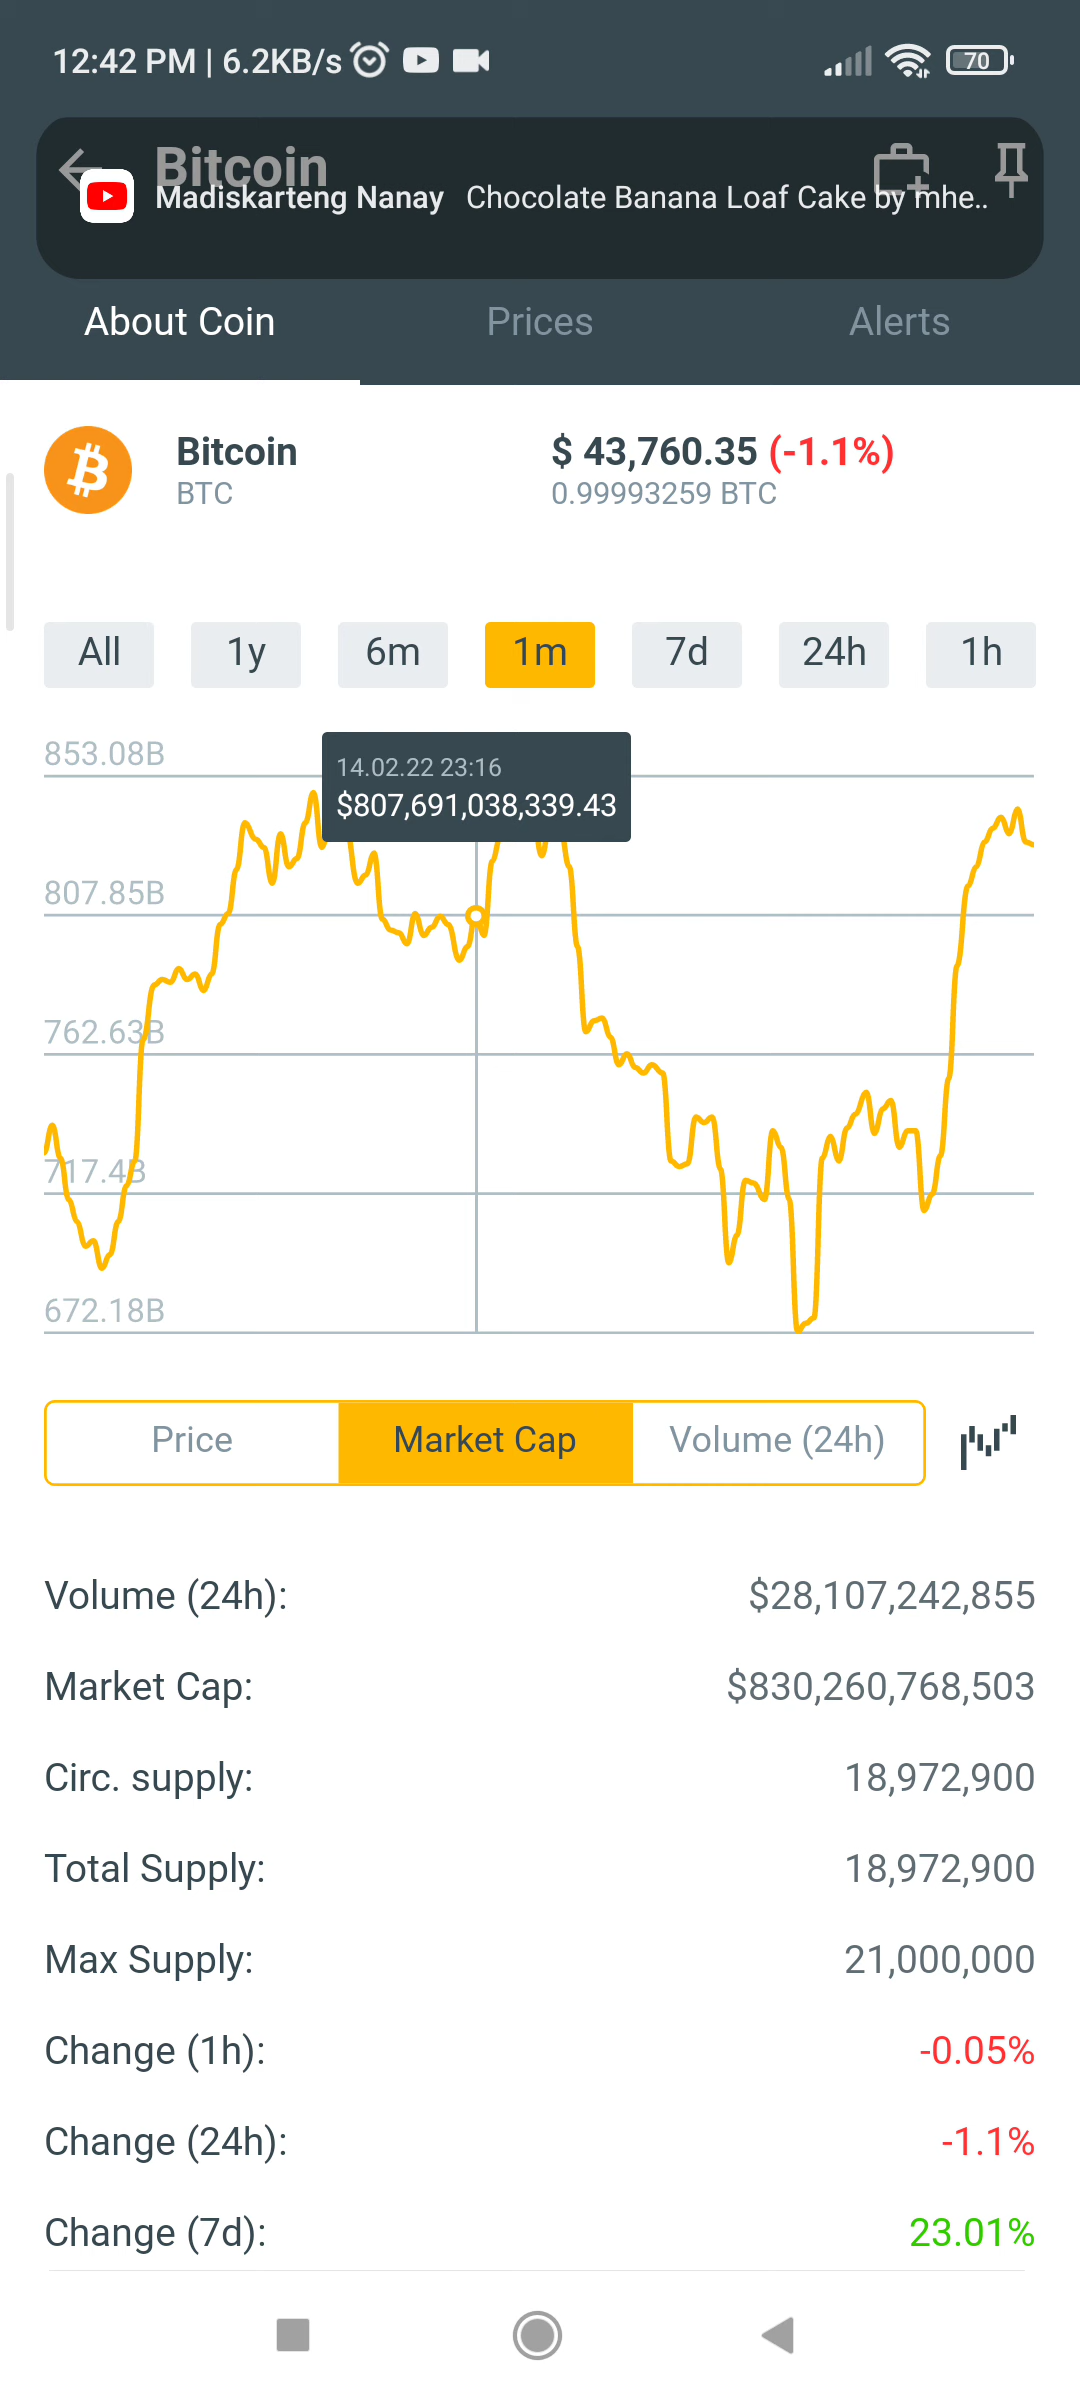 12:42 PM | 6.2KB/s
70
Bitcoin
Madiskarteng Nanay Chocolate Banana Loaf Cake by mhe..
About Coin Prices Alerts
Bitcoin $ 43,760.35 (-1.1%)
BTC 0.99993259 BTC
All 1y 6m 1m 7d 24h 1h
853.08B
14.02.22 23:16
$807,691,038,339.43
807.85B
762.63B
717.4B
672.18B
Price Market Cap Volume (24h)
Volume (24h): $28,107,242,855
Market Cap: $830,260,768,503
Circ. supply: 18,972,900
Total Supply: 18,972,900
Max Supply: 21,000,000
Change (1h): -0.05%
Change (24h): -1.1%
Change (7d): 23.01%